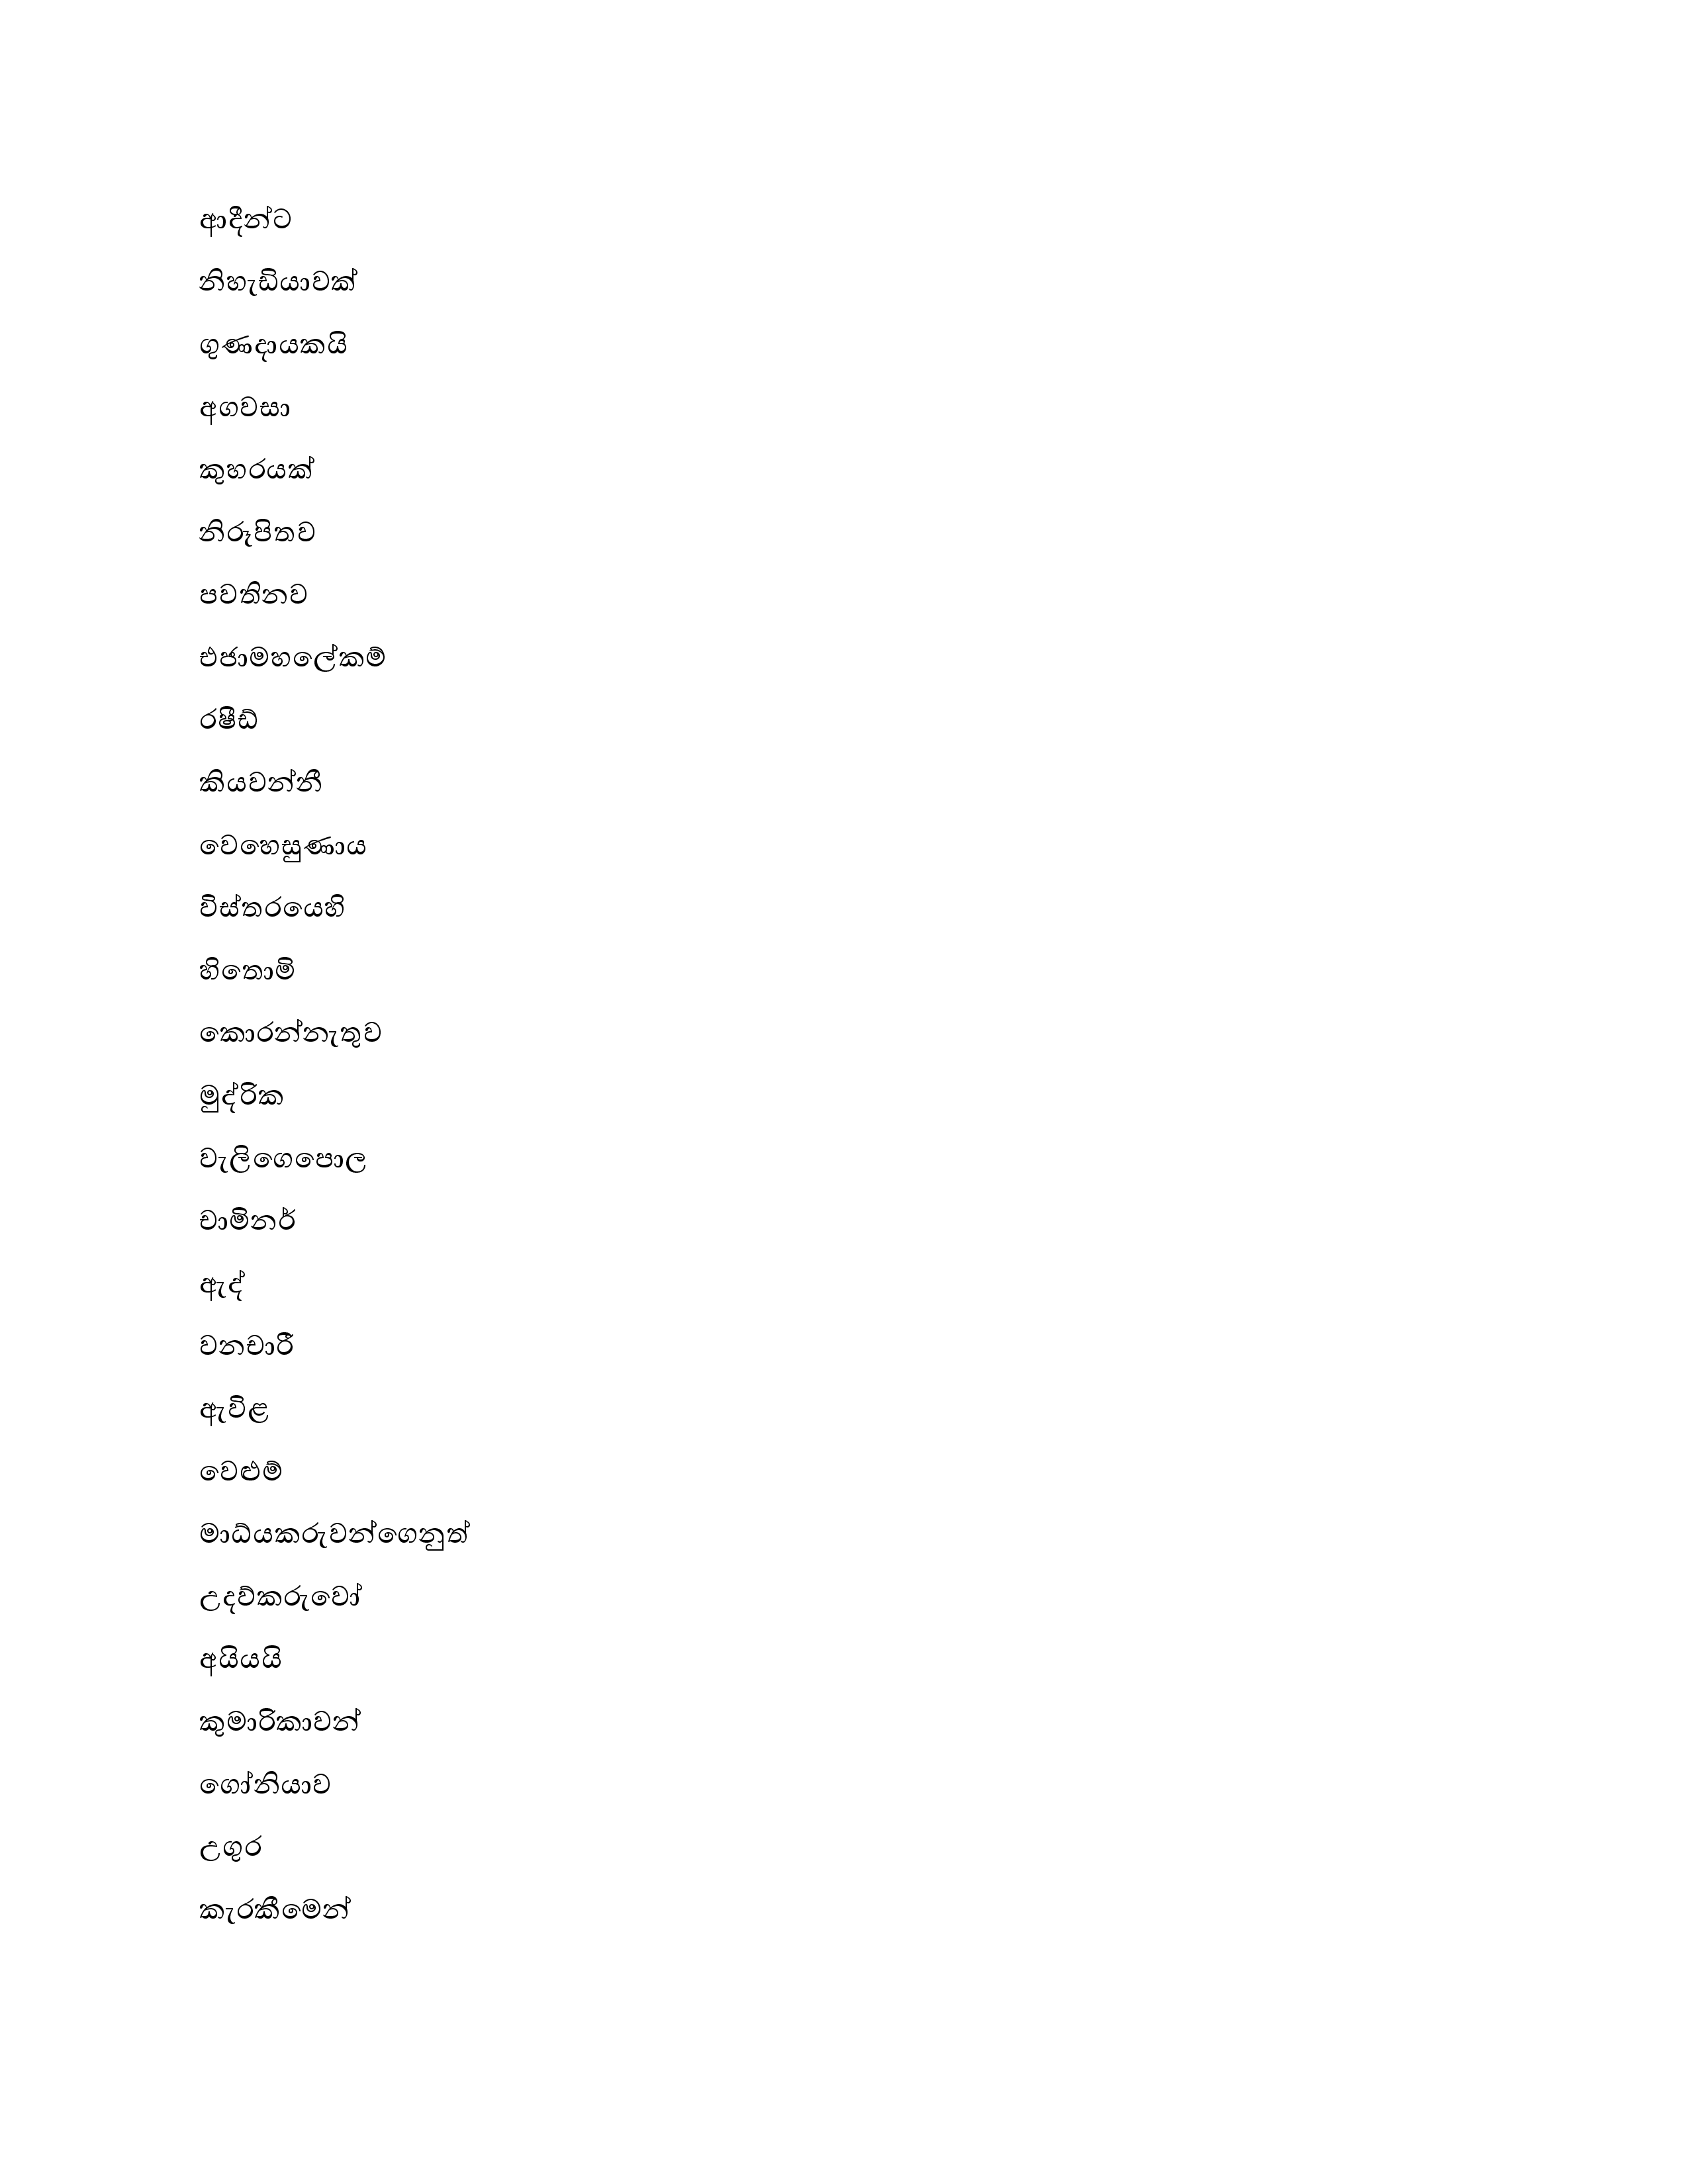 ආදීන්ට
නිහැඩියාවක්
ගුණදායකයි
අගවසා
කුහරයක්
නිරූපිතව
පවතිනව
එජාමහලේකම්
රෂීඩ්
කියවන්නී
වෙහෙසුණාය
විස්තරයෙහි
හිතොමි
කොරන්නැතුව
මුද්රික
වැලිගෙපොල
චාමිනර්
ඇද්
වනචාරී
ඇවිළ
වෙළුම්
මාධ්යකරුවන්ගෙනුත්
උදව්කරුවෝ
අයියයි
කුමාරිකාවන්
ගෝනියාව
උගුර
කැරකීමෙන්